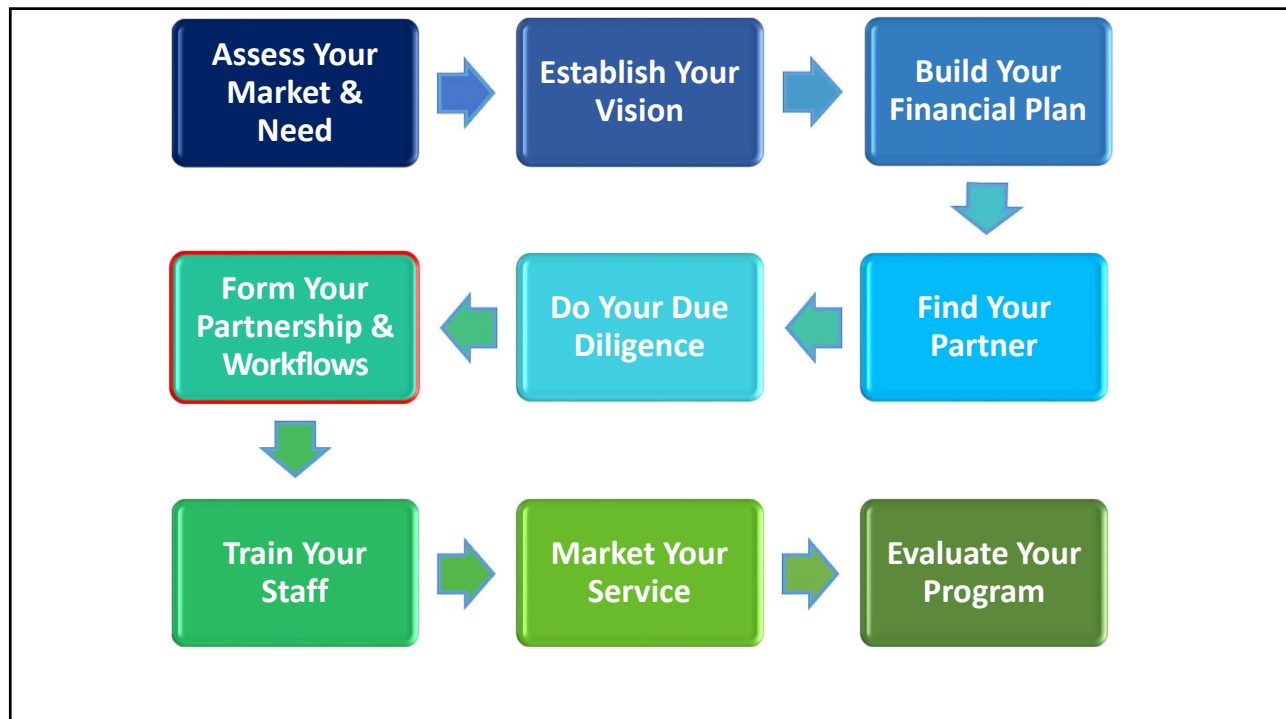 Assess Your
Market &
Need
Establish Your
Vision
Build Your
Financial Plan
Find Your
Partner
Do Your Due
Diligence
Form Your
Partnership &
Workflows
Train Your
Staff
Market Your
Service
Evaluate Your
Program